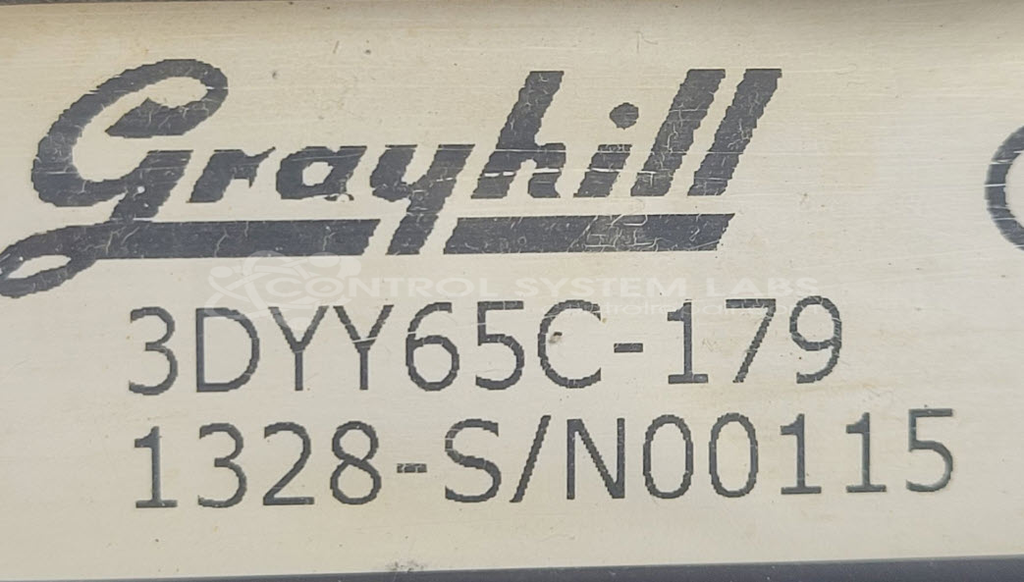 Grayhill
CONTROL SYSTEM LABS
3DYY65C-179
1328-S/N00115